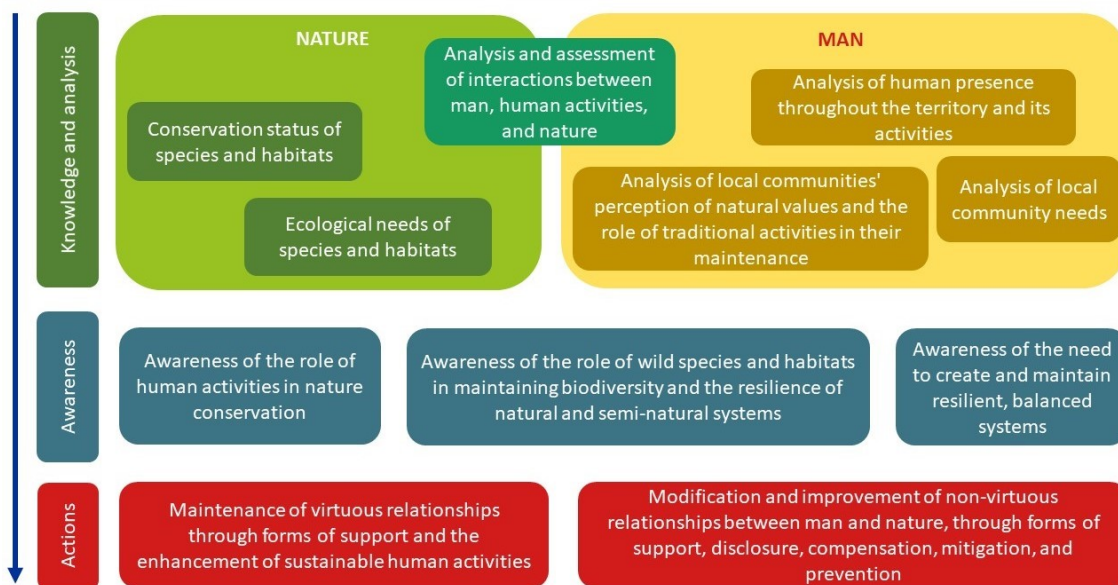 Knowledge and analysis
NATURE
Conservation status of
species and habitats
Ecological needs of
species and habitats
Analysis and assessment
of interactions between
man, human activities,
and nature
MAN
Analysis of human presence
throughout the territory and its
activities
Analysis of local communities'
perception of natural values and the
role of traditional activities in their
maintenance
Analysis of local
community needs
Awareness
Awareness of the role of
human activities in nature
conservation
Awareness of the role of wild species and habitats
in maintaining biodiversity and the resilience of
natural and semi-natural systems
Awareness of the need
to create and maintain
resilient, balanced
systems
Actions
Maintenance of virtuous relationships
through forms of support and the
enhancement of sustainable human activities
Modification and improvement of non-virtuous
relationships between man and nature, through forms of
support, disclosure, compensation, mitigation, and
prevention